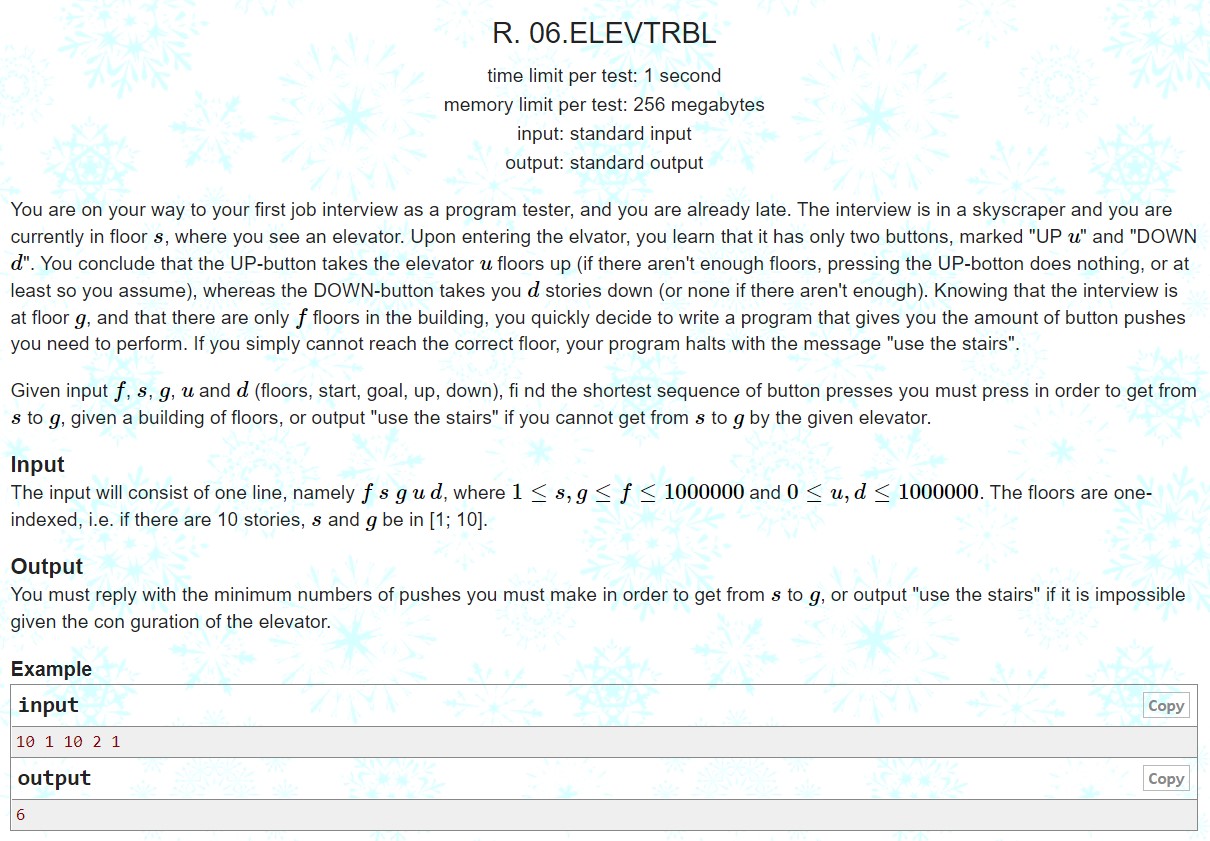 R. 06.ELEVTRBL
time limit per test: 1 second
memory limit per test: 256 megabytes
input: standard input
output: standard output
You are on your way to your first job interview as a program tester, and you are already late. The interview is in a skyscraper and you are
currently in floor s, where you see an elevator. Upon entering the elvator, you learn that it has only two buttons, marked "UP u" and "DOWN
d". You conclude that the UP-button takes the elevator u floors up (if there aren't enough floors, pressing the UP-botton does nothing, or at
least so you assume), whereas the DOWN-button takes you d stories down (or none if there aren't enough). Knowing that the interview is
at floor g, and that there are only f floors in the building, you quickly decide to write a program that gives you the amount of button pushes
you need to perform. If you simply cannot reach the correct floor, your program halts with the message "use the stairs".
Given input f, s, g, u and d (floors, start, goal, up, down), fi nd the shortest sequence of button presses you must press in order to get from
s to g, given a building of floors, or output "use the stairs" if you cannot get from s to g by the given elevator.
Input
The input will consist of one line, namely f s g u d, where 1 ≤ s, g ≤ f ≤ 1000000 and 0 ≤ u, d ≤ 1000000. The floors are one-
indexed, i.e. if there are 10 stories, s and g be in [1; 10].
Output
You must reply with the minimum numbers of pushes you must make in order to get from s to g, or output "use the stairs" if it is impossible
given the con guration of the elevator.
Example
input
Copy
10 1 10 2 1
output
Copy
6